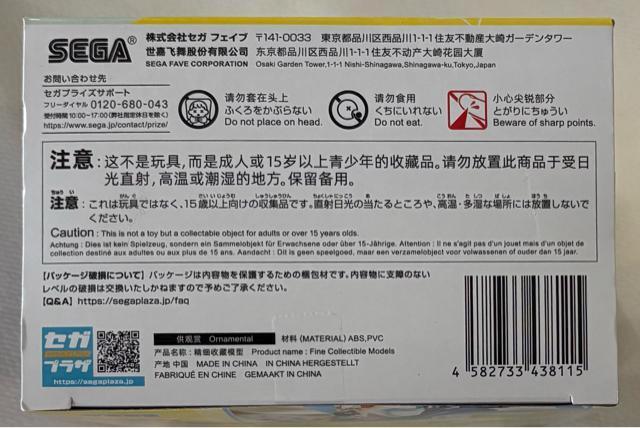 SEGA®
株式会社セガ フェイブ 〒141-0033 東京都品川区西品川1-1-1住友不動産大崎ガーデンタワー
世嘉飞舞股份有限公司 东京都品川区西品川1-1-1住友不动产大崎花园大厦
SEGA FAVE CORPORATION Osaki Garden Tower,1-1-1 Nishi-Shinagawa,Shinagawa-ku,Tokyo,Japan
お問い合わせ先
セガプライズサポート
フリーダイヤル 0120-680-043
受付時間 10:00~17:00(弊社指定休日を除く)
https://www.sega.jp/contact/prize/
请勿套在头上
ふくろをかぶらない
Do not place on head.
请勿食用
くちにいれない
Do not eat.
小心尖锐部分
とがりにちゅうい
Beware of sharp points.
注意：这不是玩具,而是成人或15岁以上青少年的收藏品。请勿放置此商品于受日
光直射,高温或潮湿的地方。保留备用。
注意：これは玩具ではなく、15歳以上向けの収集品です。直射日光の当たるところや、高温・多湿な場所には放置しないで
ください。
Caution : This is not a toy but a collectable object for adults or over 15 years olds.
Achtung : Dies ist kein Spielzeug, sondern ein Sammelobjekt für Erwachsene oder über 15-Jährige. Attention : Il ne s'agit pas d'un jouet mais d'un objet de
collection destiné aux adultes ou aux plus de 15 ans. Aandacht : Dit is geen speelgoed, maar een verzamelobject voor volwassenen of ouder dan 15 jaar.
【パッケージ破損について】パッケージは内容物を保護するための梱包材です。内容物に支障のない
レベルの破損は交換いたしかねますので予めご了承ください。
【Q&A】https://segaplaza.jp/faq
セガ
プラザ
https://segaplaza.jp/
供观赏 Ornamental 材料 (MATERIAL) ABS,PVC
产品名称：精细收藏模型 Product name : Fine Collectible Models
产地 中国 MADE IN CHINA IN CHINA HERGESTELLT
FABRIQUÉ EN CHINE GEMAAKT IN CHINA
4 582733 438115